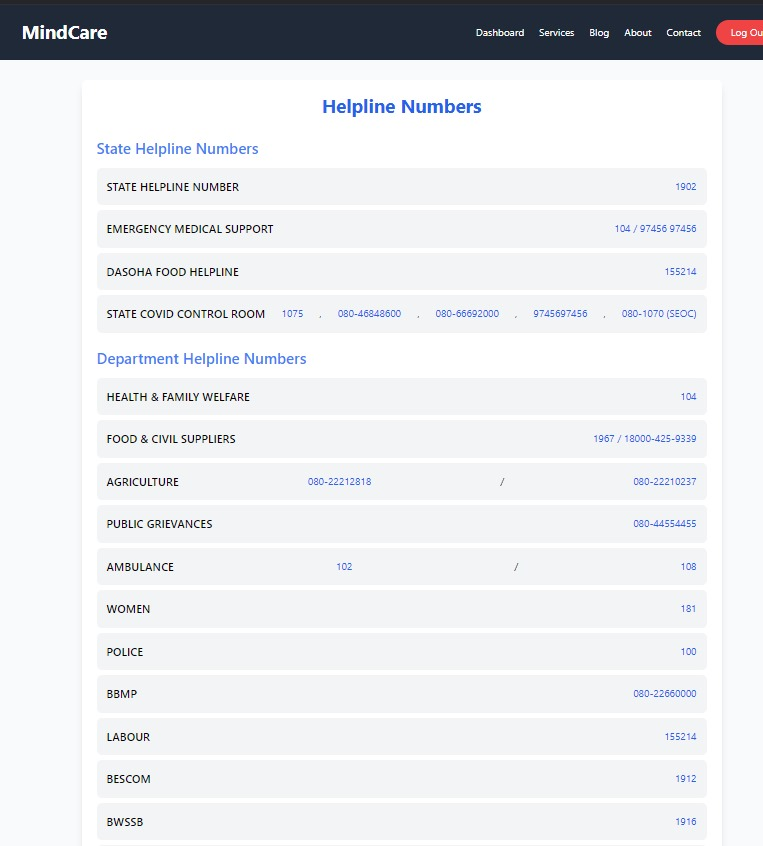 MindCare Dashboard Services Blog About Contact Log Ou
Helpline Numbers
State Helpline Numbers
STATE HELPLINE NUMBER 1902
EMERGENCY MEDICAL SUPPORT 104 / 97456 97456
DASOHA FOOD HELPLINE 155214
STATE COVID CONTROL ROOM 1075 , 080-46848600 , 080-66692000 , 9745697456 , 080-1070 (SEOC)
Department Helpline Numbers
HEALTH & FAMILY WELFARE 104
FOOD & CIVIL SUPPLIERS 1967 / 18000-425-9339
AGRICULTURE 080-22212818 / 080-22210237
PUBLIC GRIEVANCES 080-44554455
AMBULANCE 102 / 108
WOMEN 181
POLICE 100
BBMP 080-22660000
LABOUR 155214
BESCOM 1912
BWSSB 1916